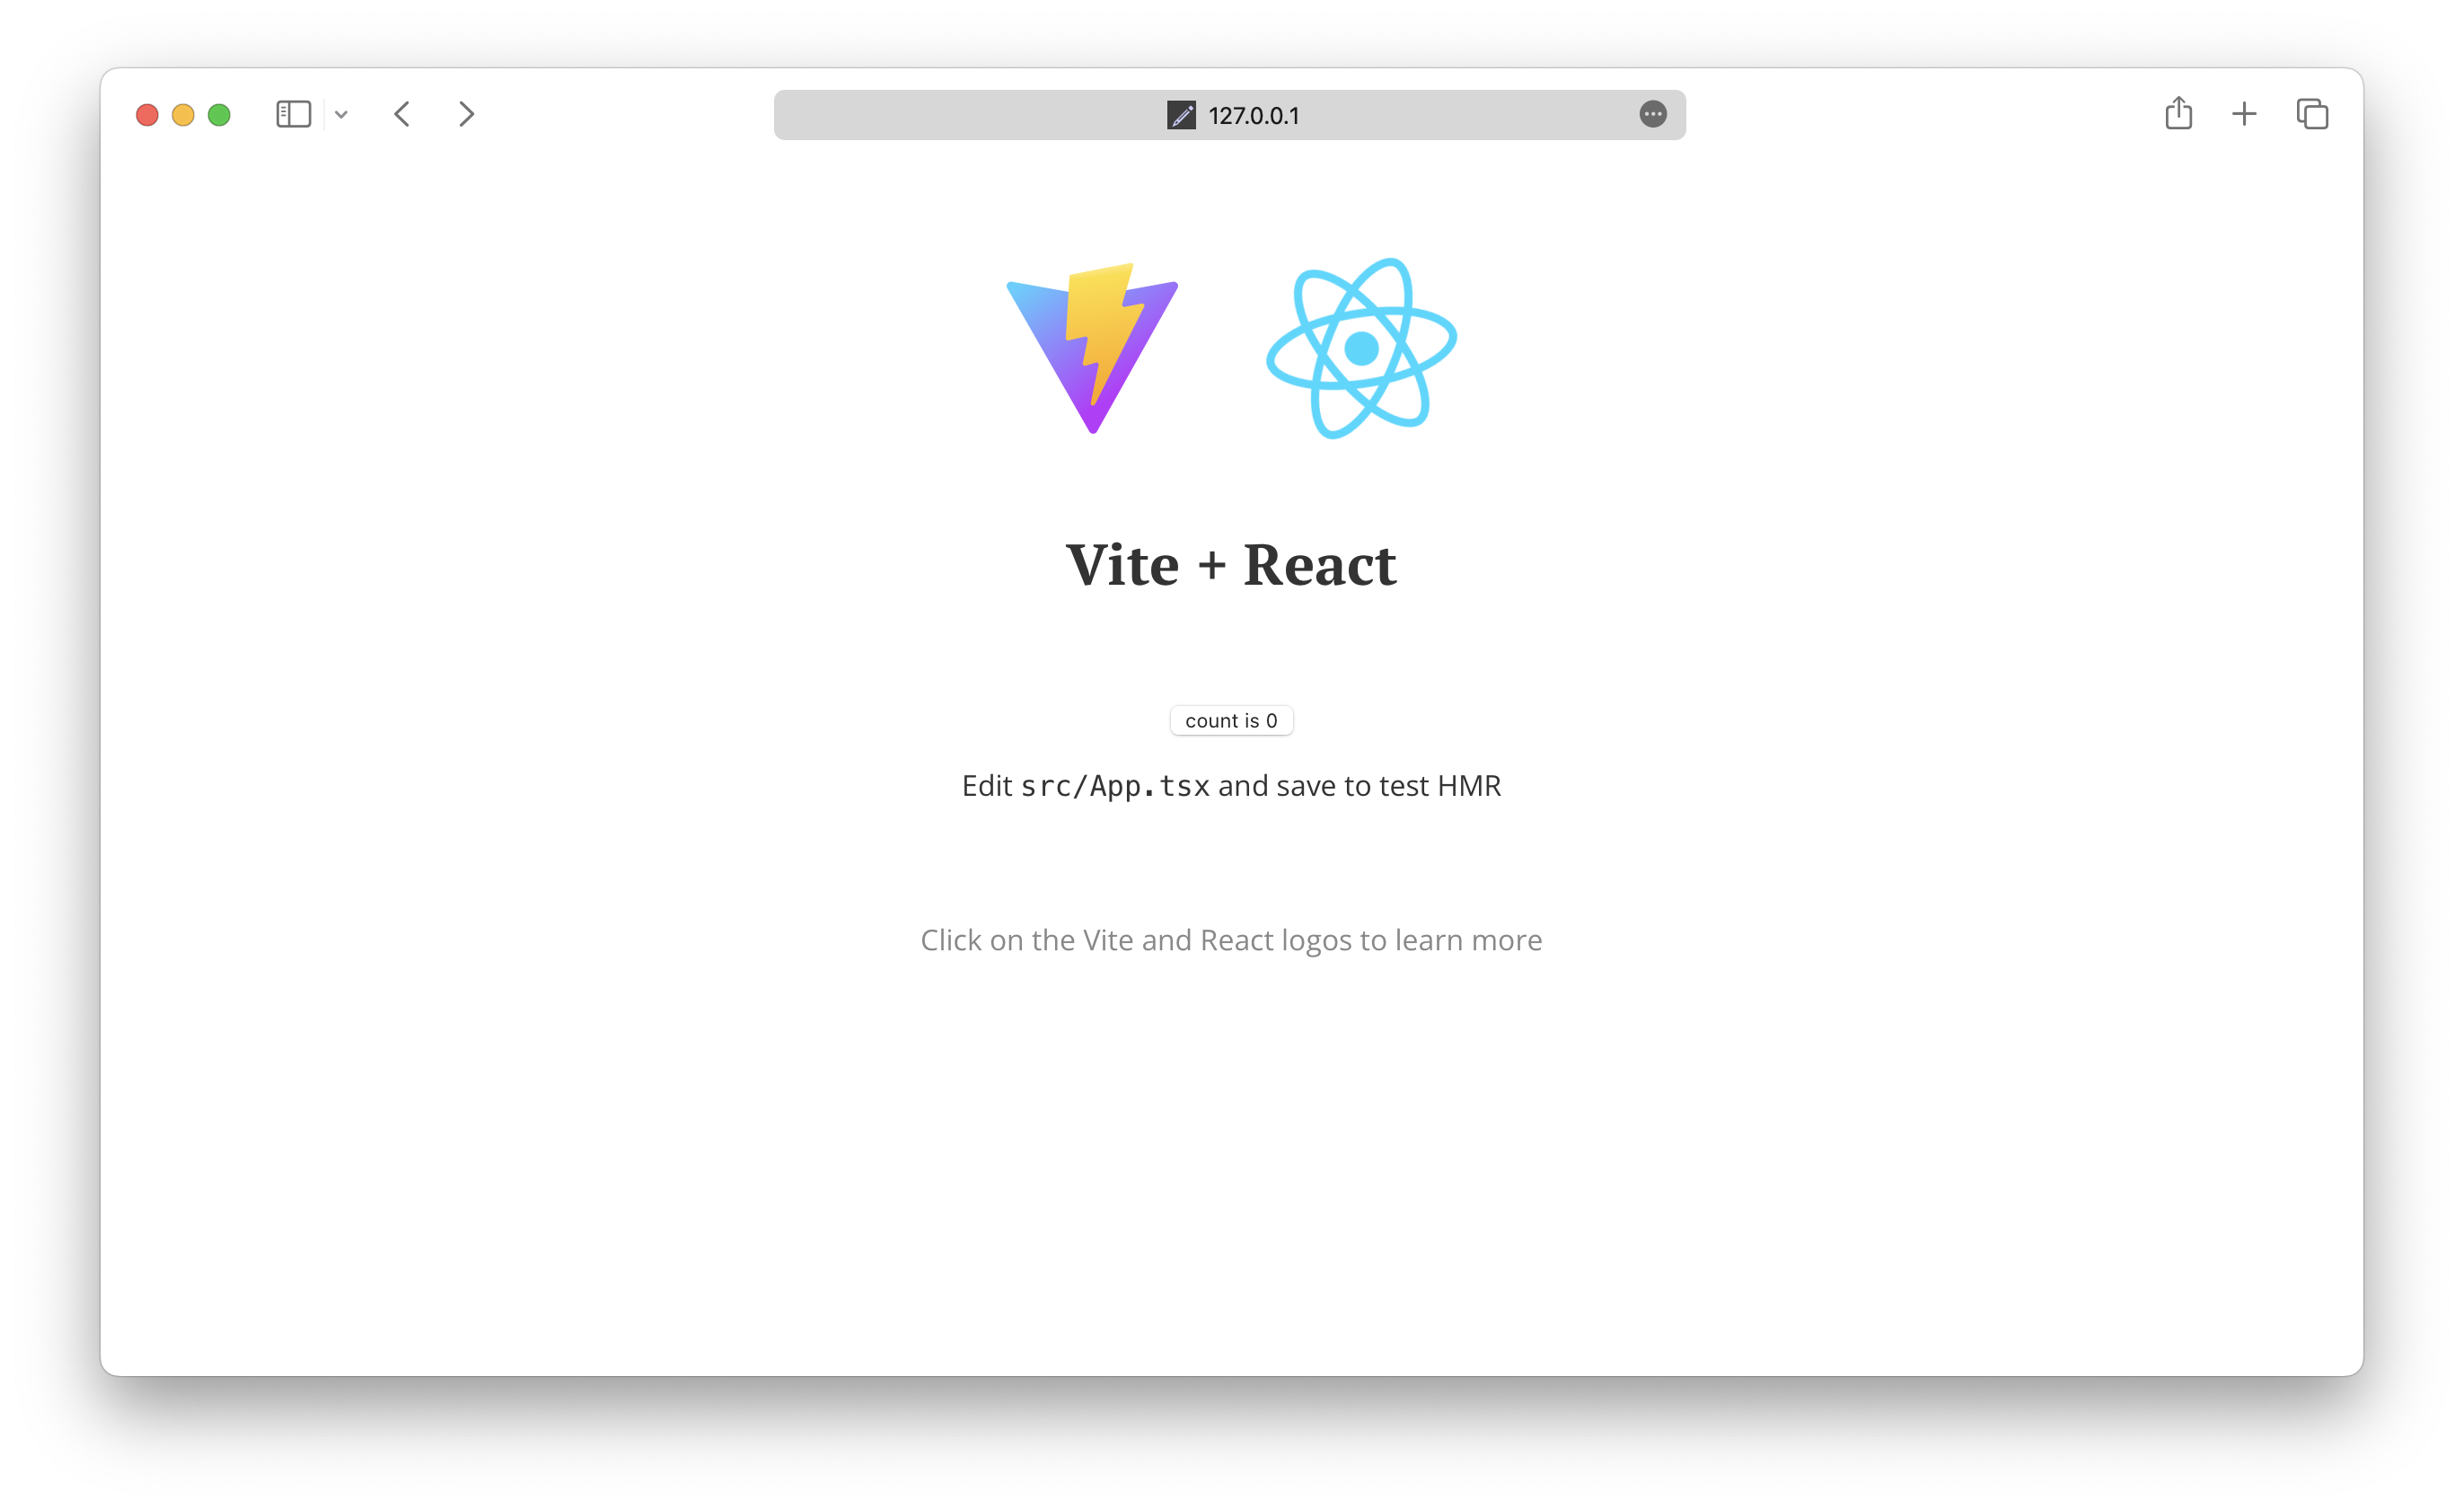 127.0.0.1
Vite + React
count is 0
Edit src/App.tsx and save to test HMR
Click on the Vite and React logos to learn more